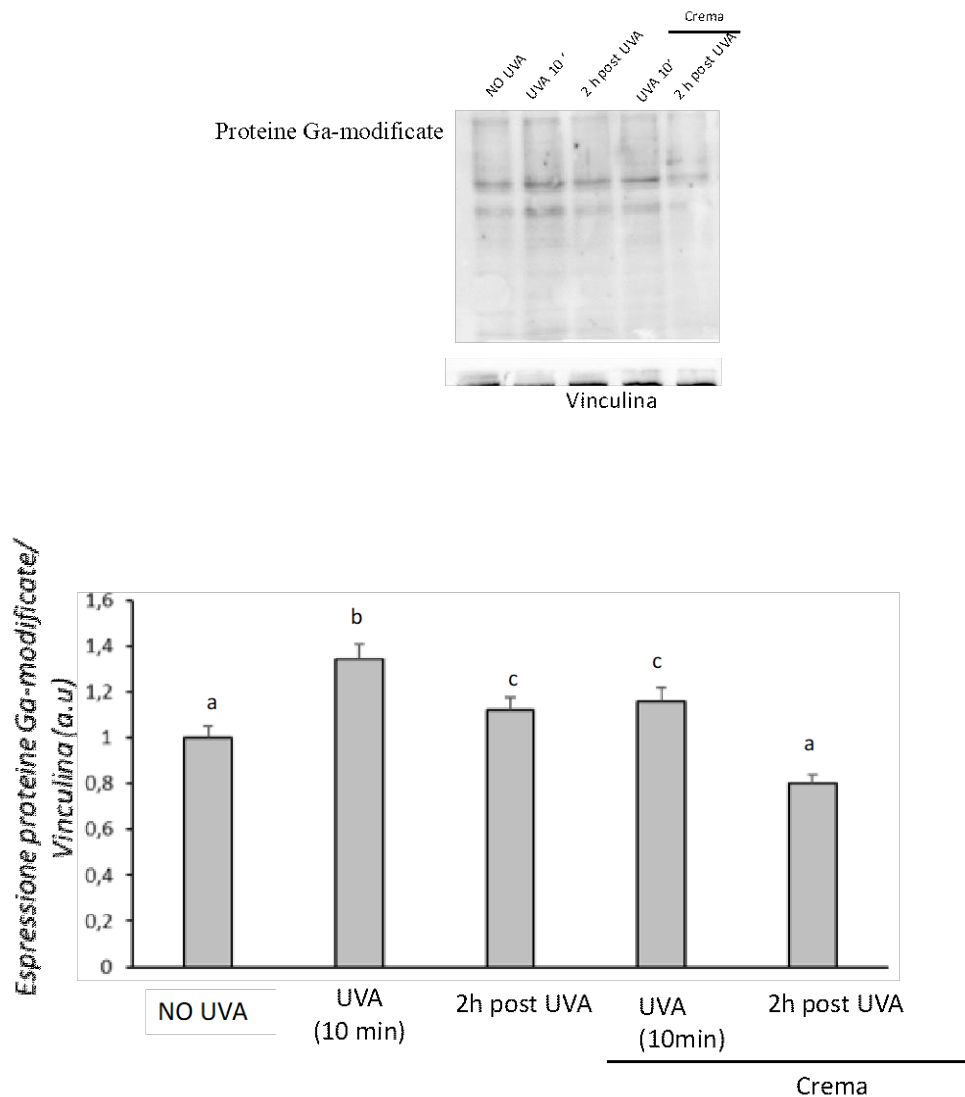 Crema
NO UVA
UVA 10’
2 h post UVA
UVA 10’
2 h post UVA
Proteine Ga-modificate
Vinculina
Espressione proteine Ga-modificate/
Vinculina (a.u)
1,6
1,4
1,2
1
0,8
0,6
0,4
0,2
0
a
b
c
c
a
NO UVA
UVA
(10 min)
2h post UVA
UVA
(10min)
2h post UVA
Crema